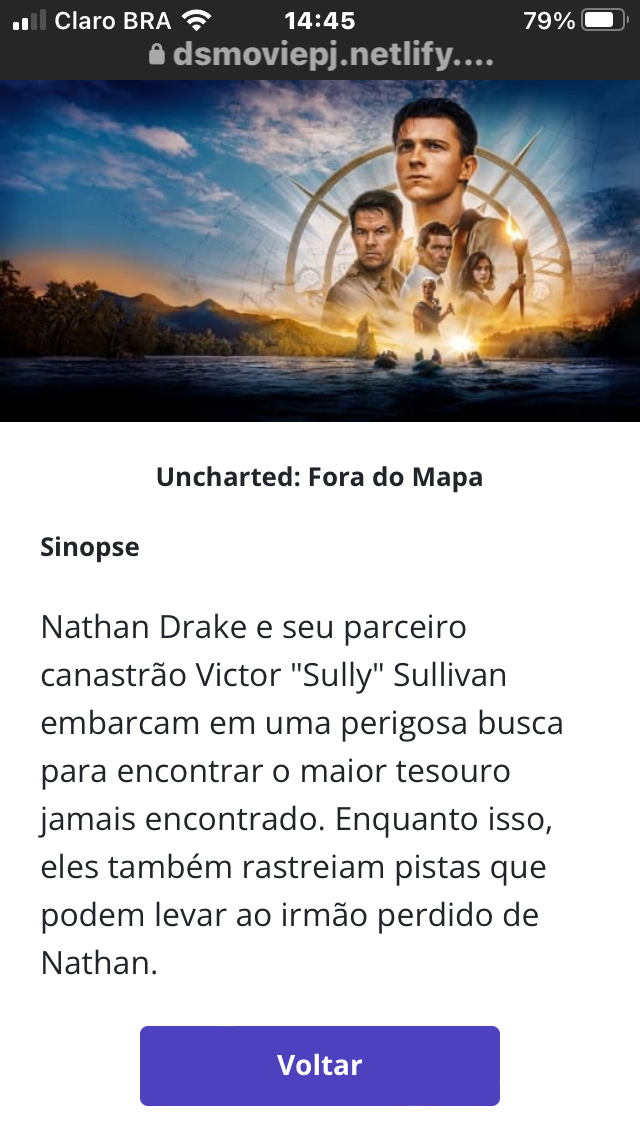 Claro BRA 14:45 79%
dsmoviepj.netlify....
Uncharted: Fora do Mapa
Sinopse
Nathan Drake e seu parceiro
canastrão Victor "Sully" Sullivan
embarcam em uma perigosa busca
para encontrar o maior tesouro
jamais encontrado. Enquanto isso,
eles também rastreiam pistas que
podem levar ao irmão perdido de
Nathan.
Voltar